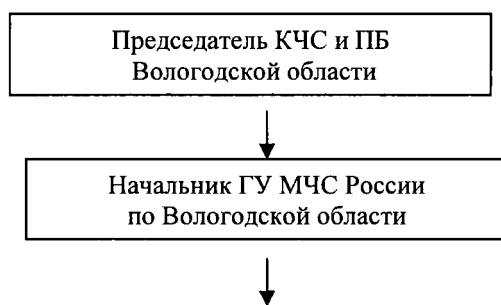 Председатель КЧС и ПБ
Вологодской области
Начальник ГУ МЧС России
по Вологодской области